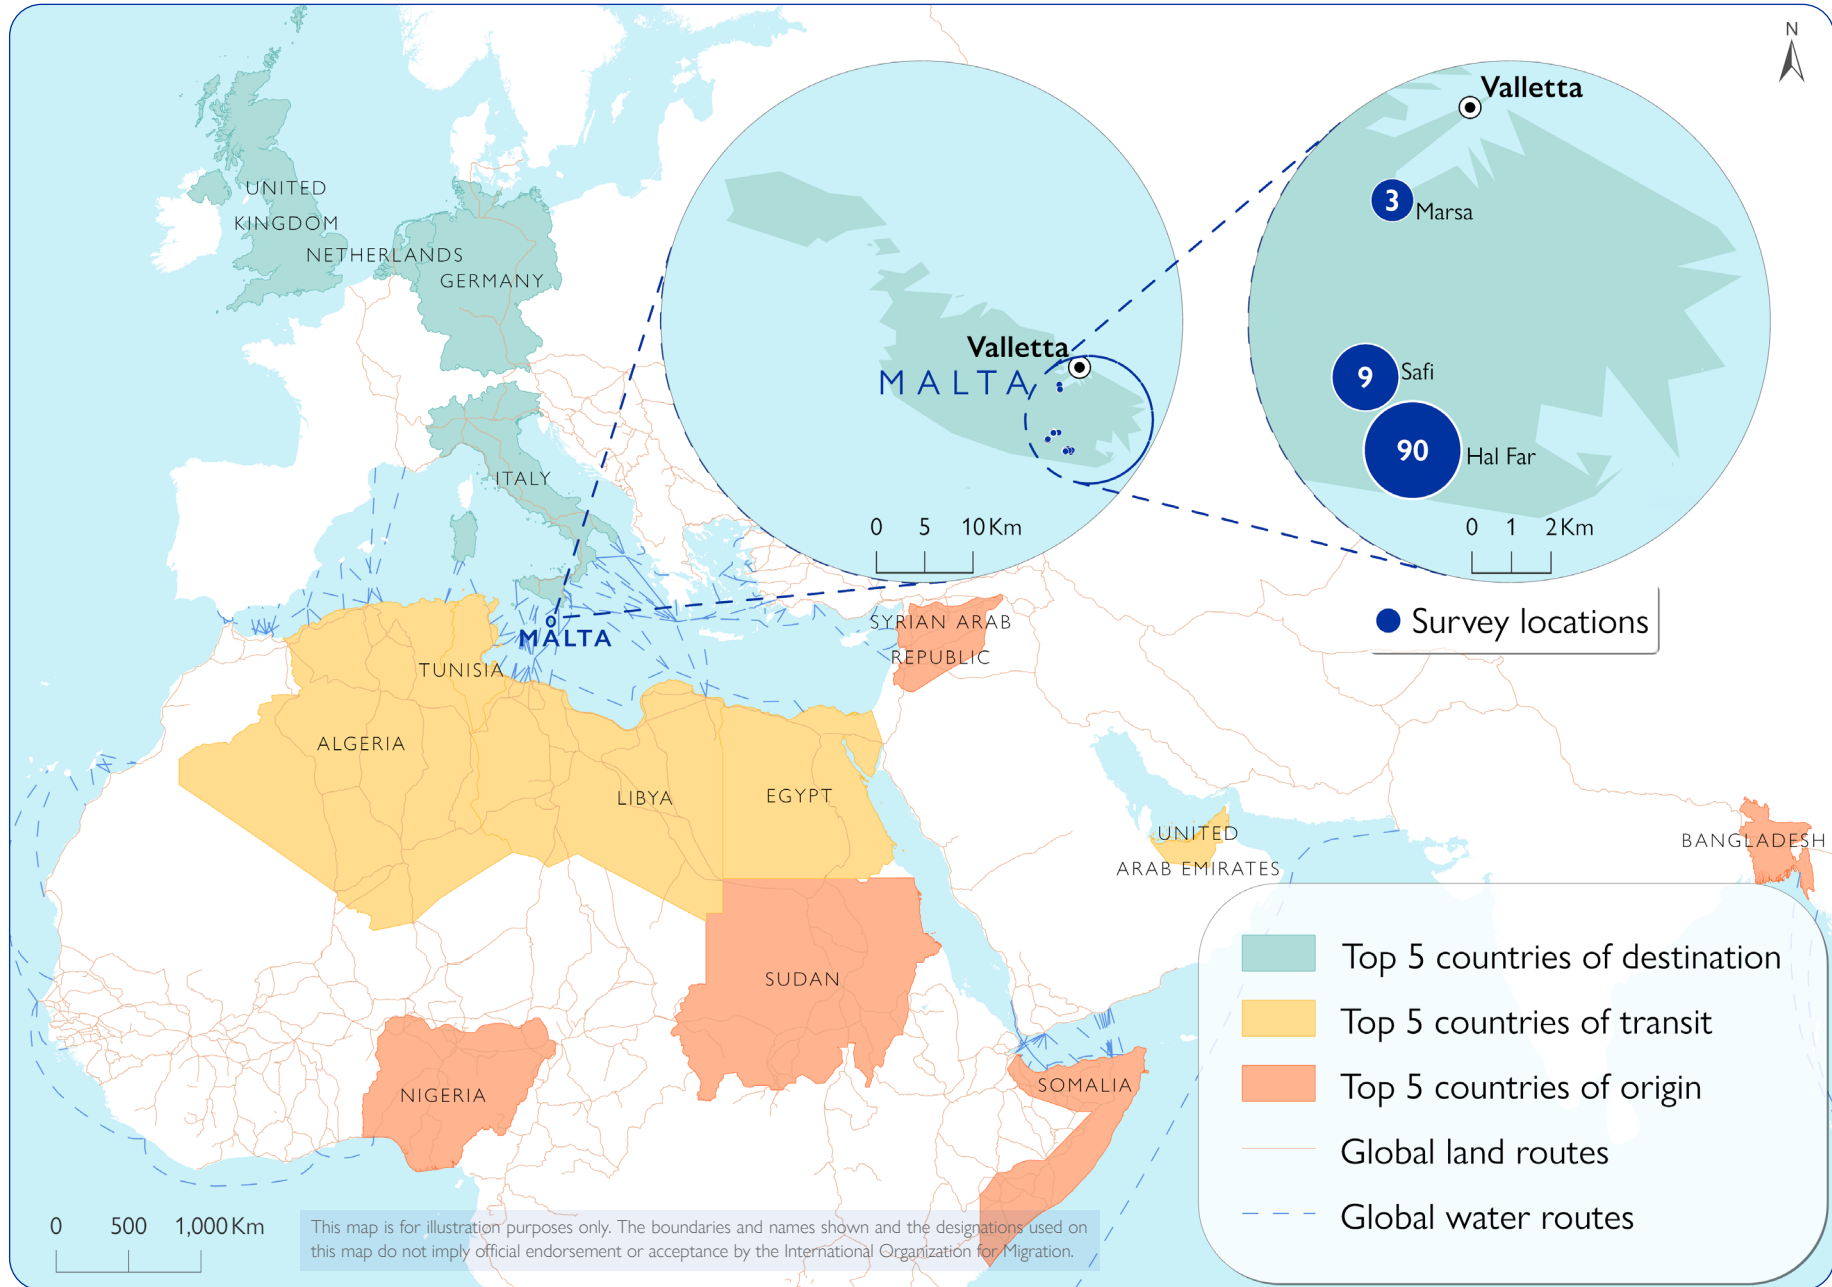 N
Valletta
3
Marsa
9
Safi
90
Hal Far
0 1 2 Km
Valletta
MALTA
0 5 10 Km
Survey locations
UNITED
KINGDOM
NETHERLANDS
GERMANY
ITALY
MALTA
SYRIAN ARAB
REPUBLIC
TUNISIA
ALGERIA
LIBYA
EGYPT
UNITED
ARAB EMIRATES
BANGLADESH
SUDAN
NIGERIA
SOMALIA
Top 5 countries of destination
Top 5 countries of transit
Top 5 countries of origin
Global land routes
Global water routes
0 500 1,000 Km
This map is for illustration purposes only. The boundaries and names shown and the designations used on
this map do not imply official endorsement or acceptance by the International Organization for Migration.